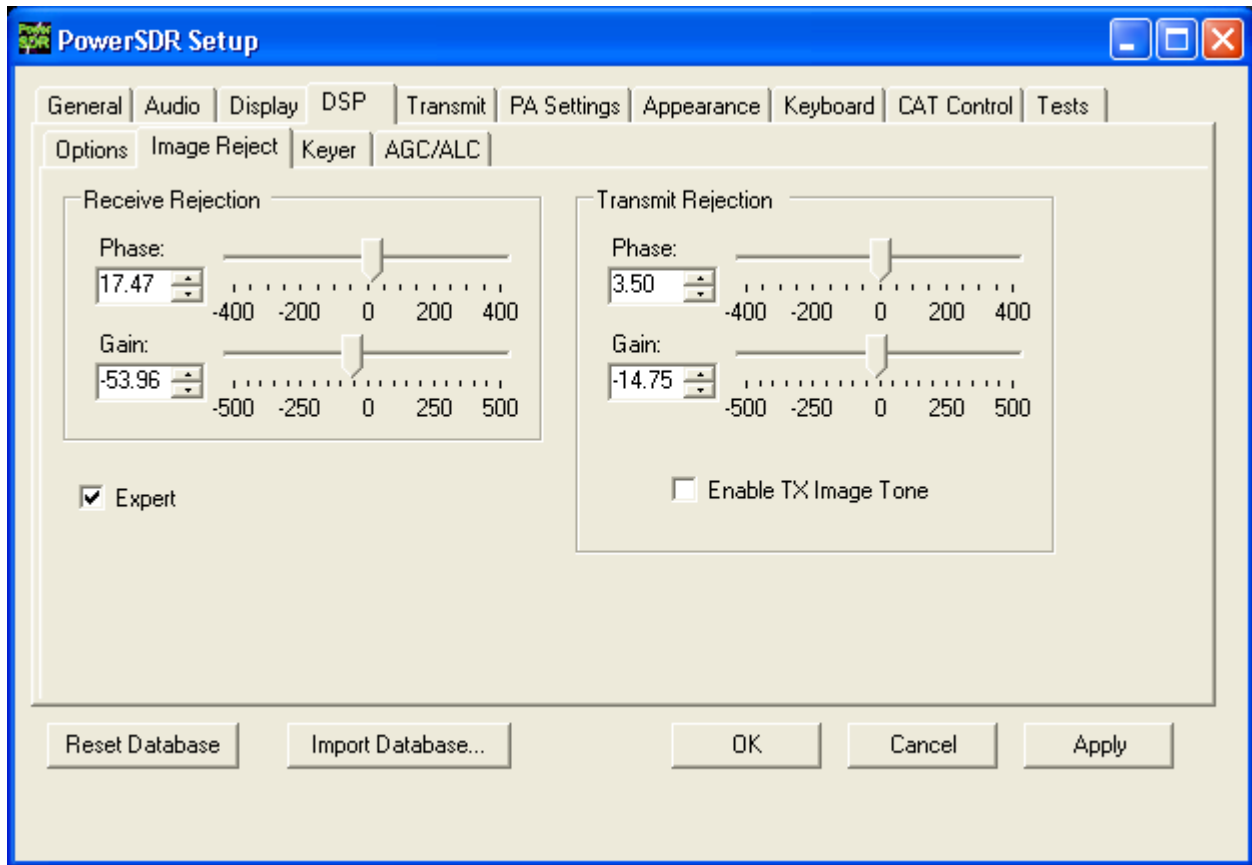 PowerSDR Setup
General Audio Display DSP Transmit PA Settings Appearance Keyboard CAT Control Tests
Options Image Reject Keyer AGC/ALC
Receive Rejection
Phase:
17.47
-400 -200 0 200 400
Gain:
-53.96
-500 -250 0 250 500
Expert
Transmit Rejection
Phase:
3.50
-400 -200 0 200 400
Gain:
-14.75
-500 -250 0 250 500
Enable TX Image Tone
Reset Database Import Database... OK Cancel Apply